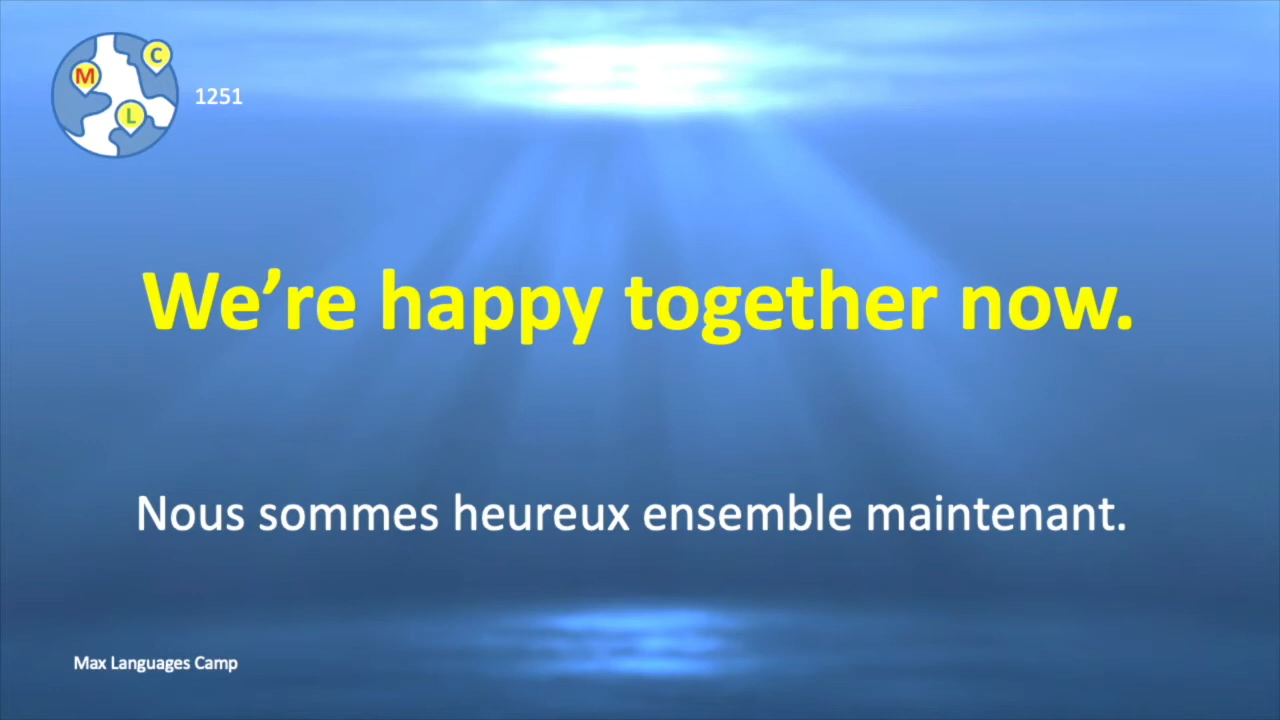 C
M
1251
L
We’re happy together now.
Nous sommes heureux ensemble maintenant.
Max Languages Camp